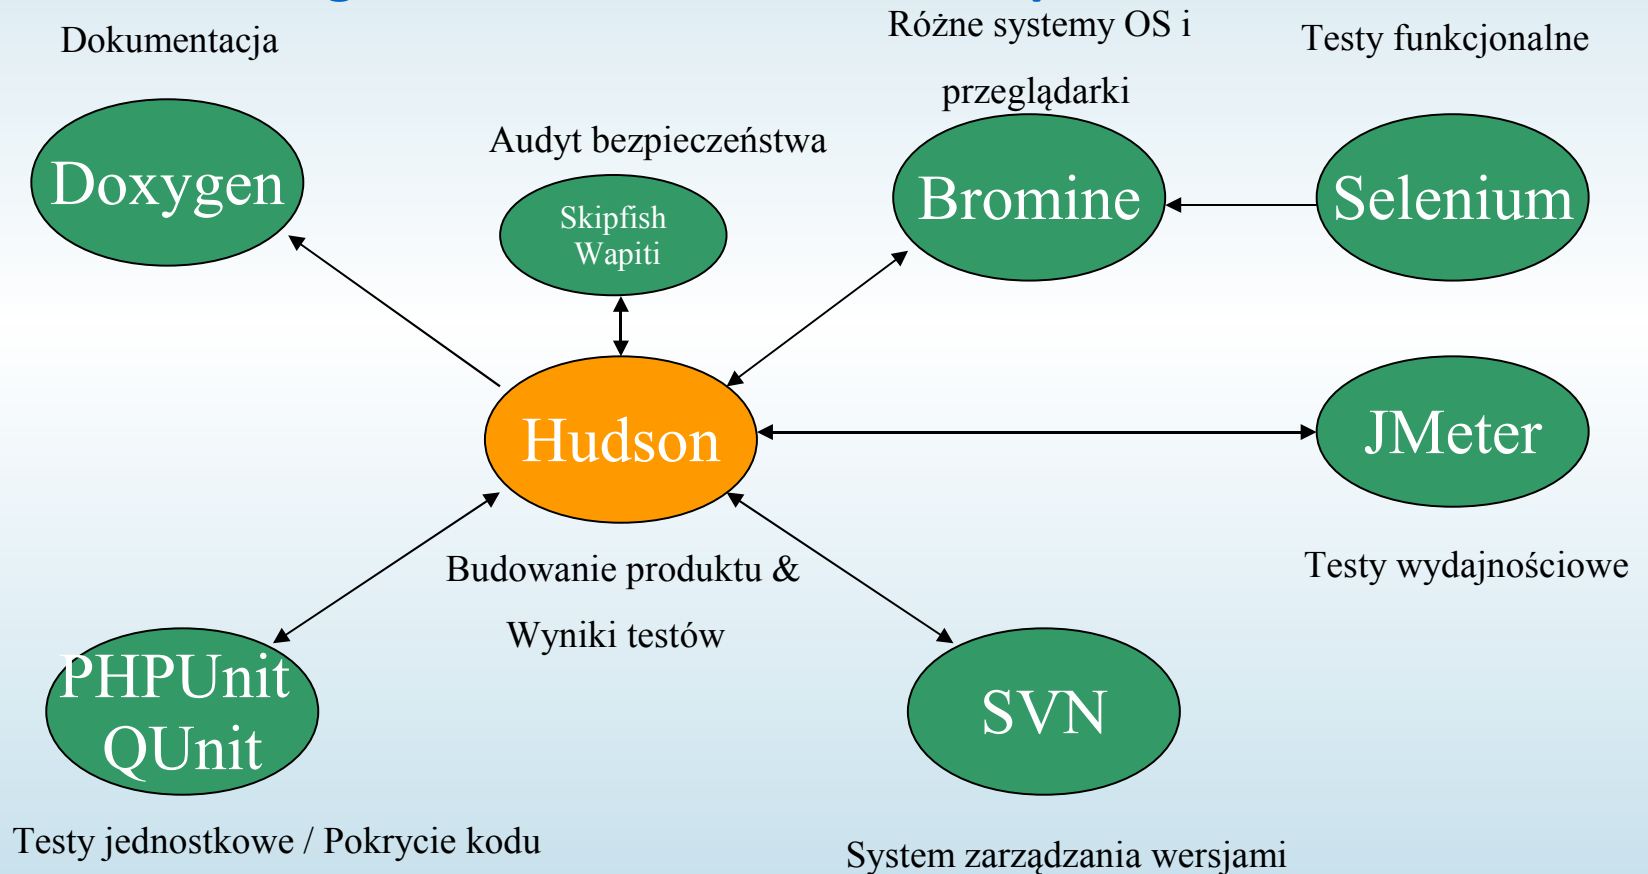 Dokumentacja
Różne systemy OS i
przeglądarki
Testy funkcjonalne
Audyt bezpieczeństwa
Doxygen
Skipfish
Wapiti
Bromine
Selenium
Hudson
JMeter
Budowanie produktu &
Wyniki testów
Testy wydajnościowe
PHPUnit
QUnit
SVN
Testy jednostkowe / Pokrycie kodu
System zarządzania wersjami